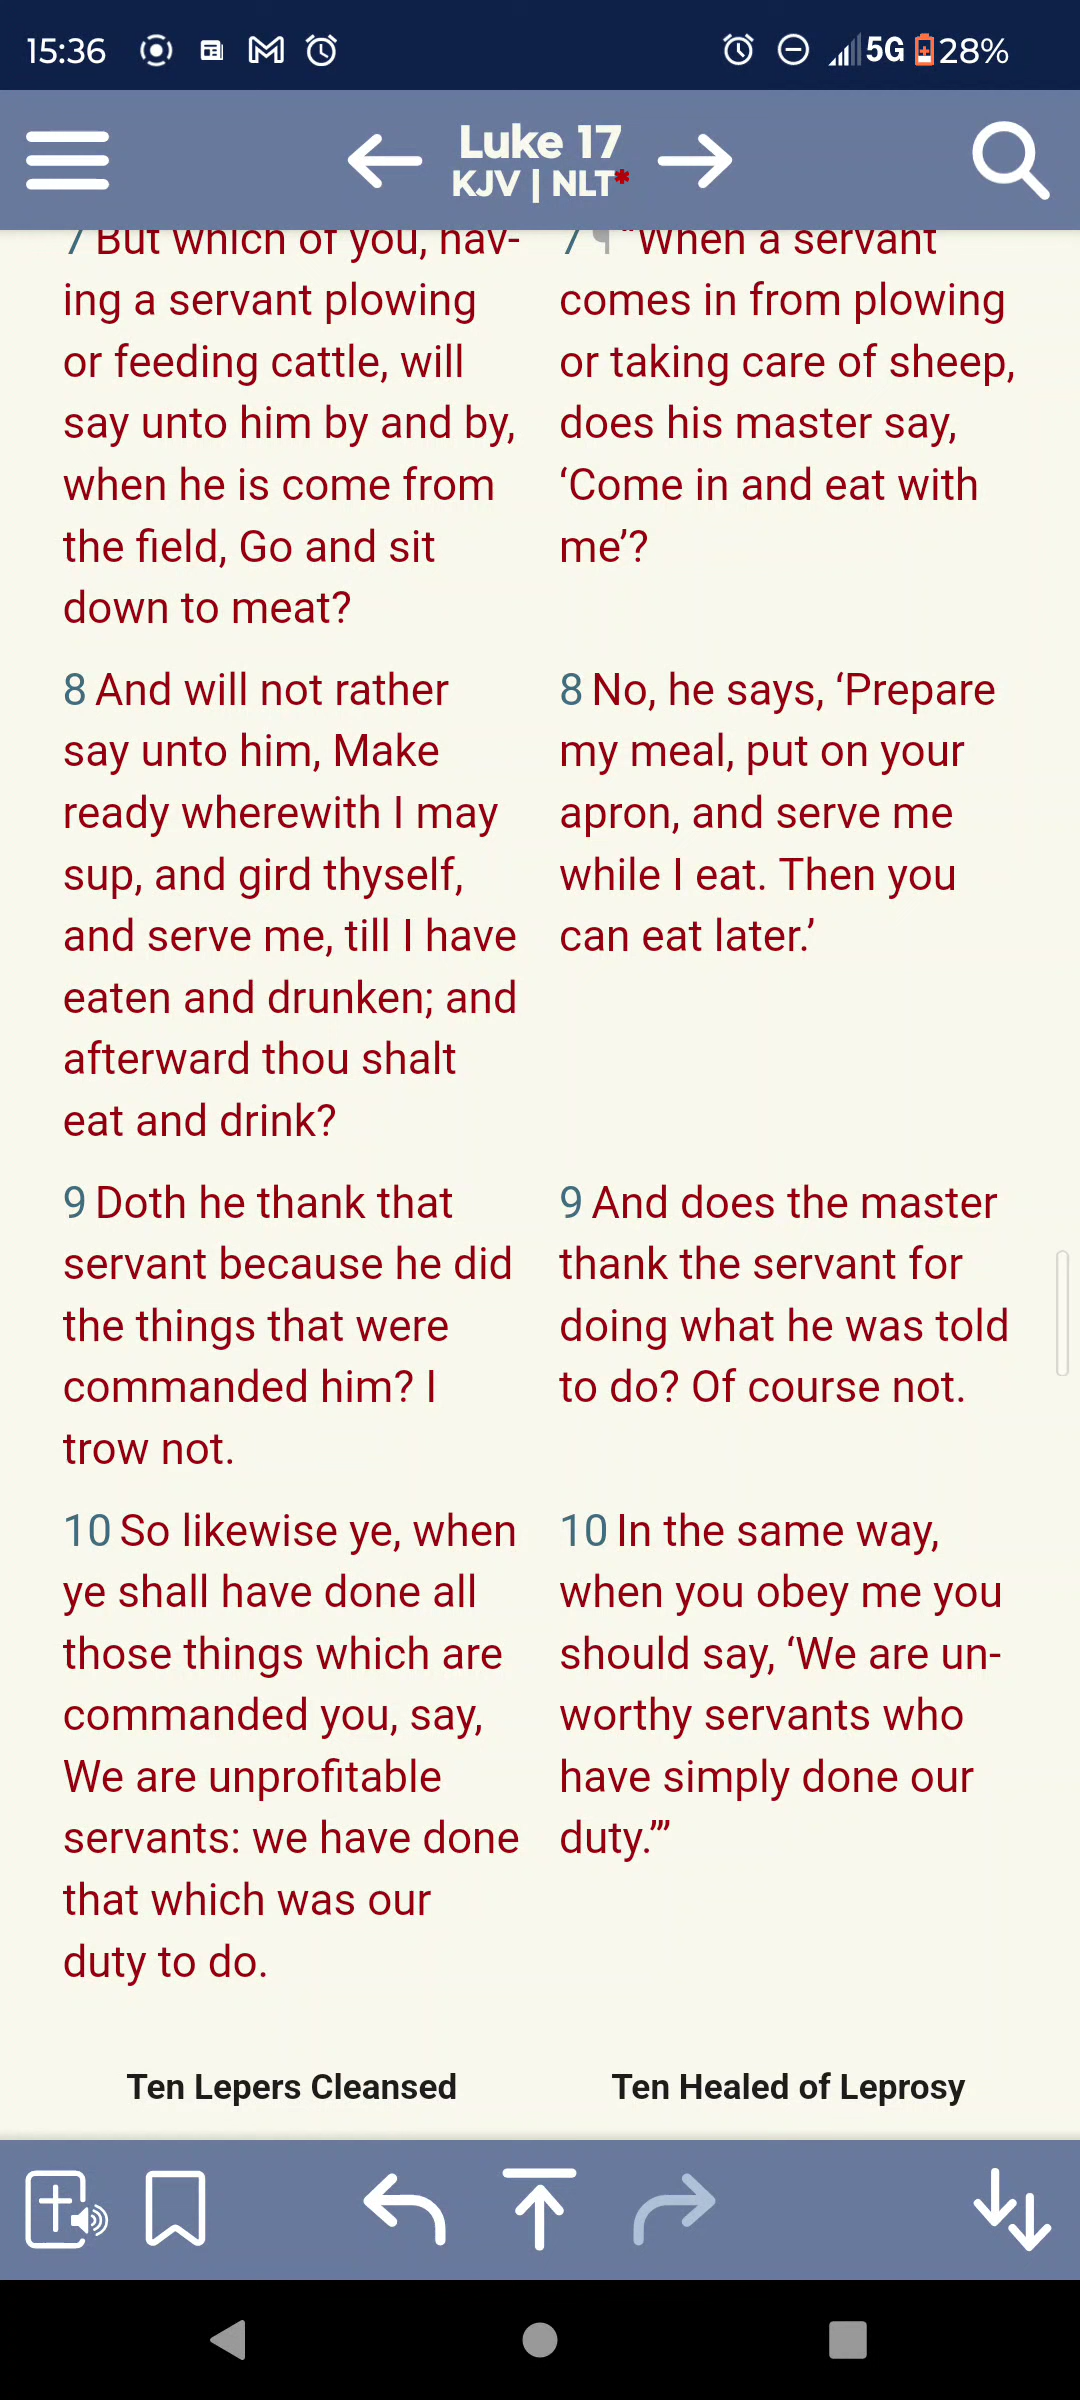 15:36
5G 28%
Luke 17
KJV | NLT*
7 But which of you, hav-
ing a servant plowing
or feeding cattle, will
say unto him by and by,
when he is come from
the field, Go and sit
down to meat?
8 And will not rather
say unto him, Make
ready wherewith I may
sup, and gird thyself,
and serve me, till I have
eaten and drunken; and
afterward thou shalt
eat and drink?
9 Doth he thank that
servant because he did
the things that were
commanded him? I
trow not.
10 So likewise ye, when
ye shall have done all
those things which are
commanded you, say,
We are unprofitable
servants: we have done
that which was our
duty to do.
Ten Lepers Cleansed
7 ¶ “When a servant
comes in from plowing
or taking care of sheep,
does his master say,
‘Come in and eat with
me’?
8 No, he says, ‘Prepare
my meal, put on your
apron, and serve me
while I eat. Then you
can eat later.’
9 And does the master
thank the servant for
doing what he was told
to do? Of course not.
10 In the same way,
when you obey me you
should say, ‘We are un-
worthy servants who
have simply done our
duty.’”
Ten Healed of Leprosy